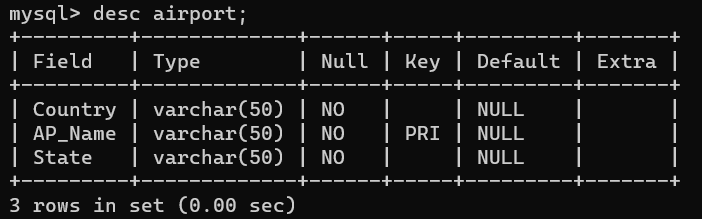 mysql> desc airport;
+---------+-------------+------+-----+---------+-------+
| Field   | Type        | Null | Key | Default | Extra |
+---------+-------------+------+-----+---------+-------+
| Country | varchar(50) | NO   |     | NULL    |       |
| AP_Name | varchar(50) | NO   | PRI | NULL    |       |
| State   | varchar(50) | NO   |     | NULL    |       |
+---------+-------------+------+-----+---------+-------+
3 rows in set (0.00 sec)